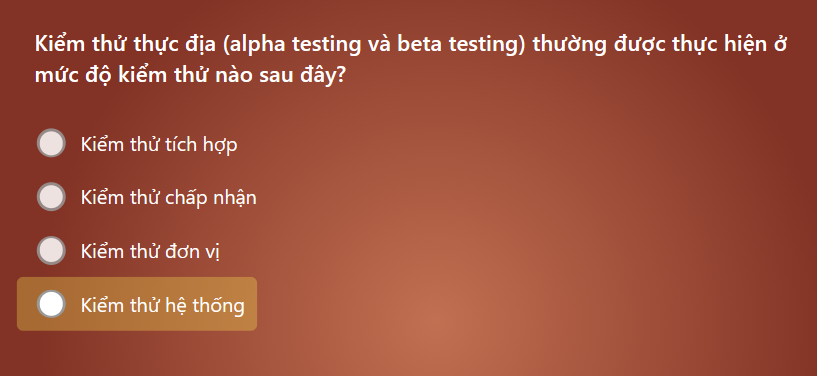 Kiểm thử thực địa (alpha testing và beta testing) thường được thực hiện ở
mức độ kiểm thử nào sau đây?
Kiểm thử tích hợp
Kiểm thử chấp nhận
Kiểm thử đơn vị
Kiểm thử hệ thống